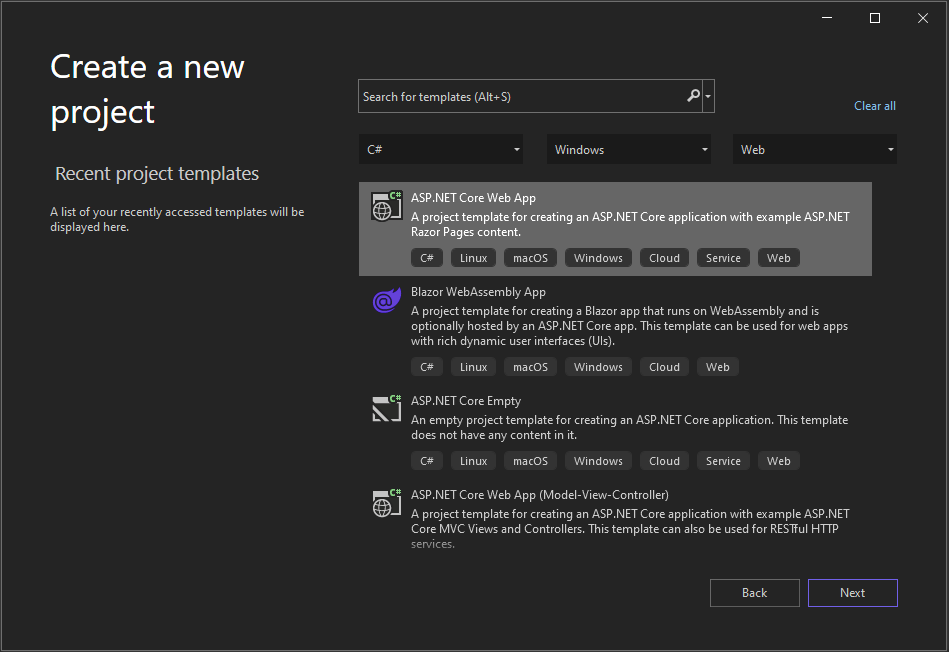 Create a new
project
Recent project templates
A list of your recently accessed templates will be
displayed here.
Search for templates (Alt+S)
Clear all
C# Windows Web
C#
ASP.NET Core Web App
A project template for creating an ASP.NET Core application with example ASP.NET
Razor Pages content.
C# Linux macOS Windows Cloud Service Web
Blazor WebAssembly App
A project template for creating a Blazor app that runs on WebAssembly and is
optionally hosted by an ASP.NET Core app. This template can be used for web apps
with rich dynamic user interfaces (UIs).
C# Linux macOS Windows Cloud Web
C#
ASP.NET Core Empty
An empty project template for creating an ASP.NET Core application. This template
does not have any content in it.
C# Linux macOS Windows Cloud Service Web
C#
ASP.NET Core Web App (Model-View-Controller)
A project template for creating an ASP.NET Core application with example ASP.NET
Core MVC Views and Controllers. This template can also be used for RESTful HTTP
services.
Back Next